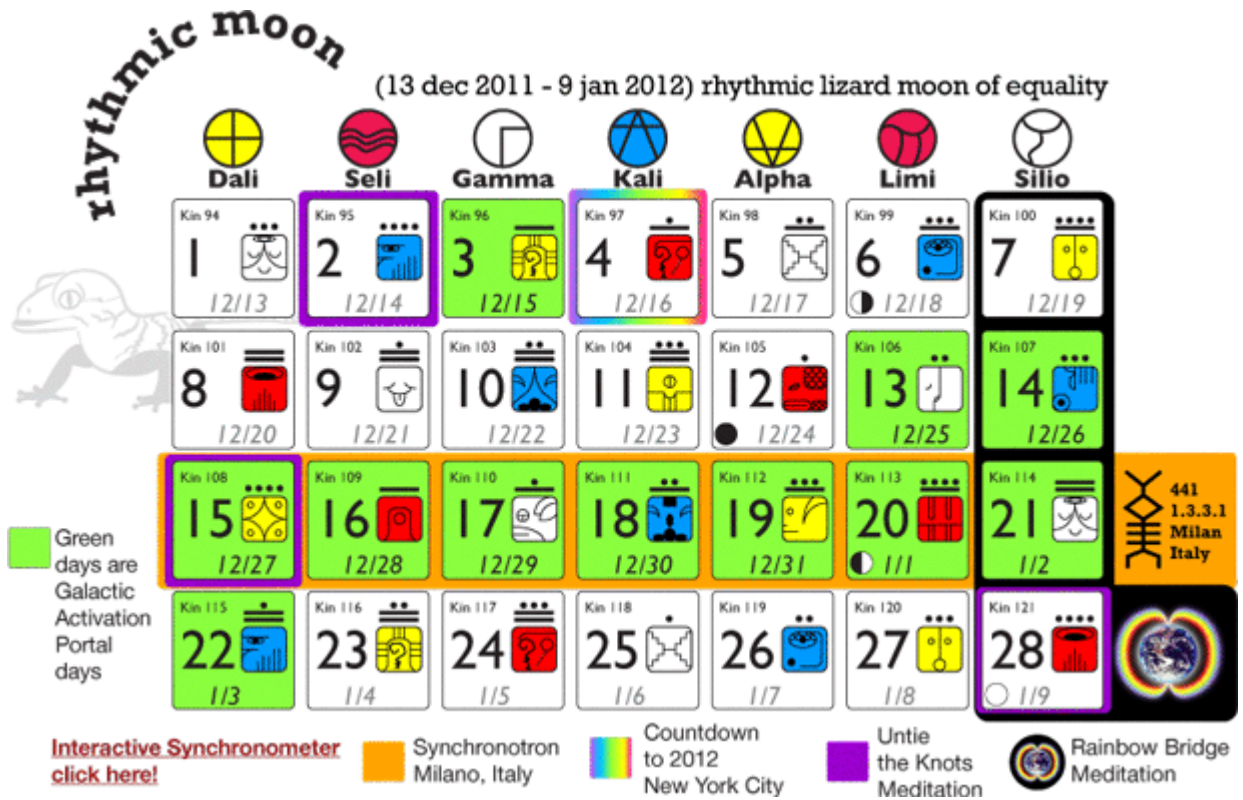 rhythmic moon
(13 dec 2011 - 9 jan 2012) rhythmic lizard moon of equality
Dali Seli Gamma Kali Alpha Limi Silio
Kin 94 Kin 95 Kin 96 Kin 97 Kin 98 Kin 99 Kin 100
1 2 3 4 5 6 7
12/13 12/14 12/15 12/16 12/17 12/18 12/19
Kin 101 Kin 102 Kin 103 Kin 104 Kin 105 Kin 106 Kin 107
8 9 10 11 12 13 14
12/20 12/21 12/22 12/23 12/24 12/25 12/26
Kin 108 Kin 109 Kin 110 Kin 111 Kin 112 Kin 113 Kin 114
15 16 17 18 19 20 21
12/27 12/28 12/29 12/30 12/31 1/1 1/2
441
1.3.3.1
Milan
Italy
Green
days are
Galactic
Activation
Portal
days
Kin 115 Kin 116 Kin 117 Kin 118 Kin 119 Kin 120 Kin 121
22 23 24 25 26 27 28
1/3 1/4 1/5 1/6 1/7 1/8 1/9
Interactive Synchronometer
click here!
Synchronotron
Milano, Italy
Countdown
to 2012
New York City
Untie
the Knots
Meditation
Rainbow Bridge
Meditation